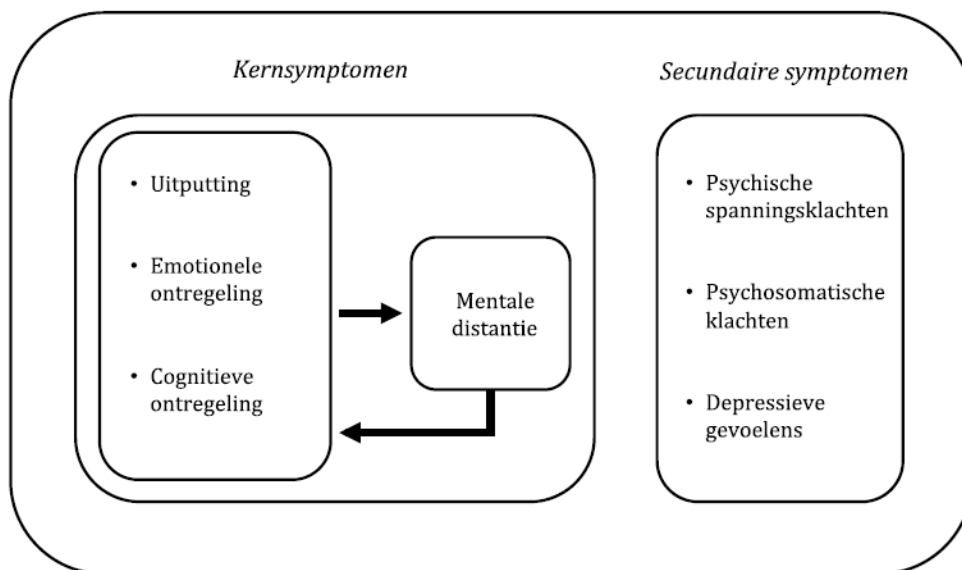 Kernsymptomen
• Uitputting
• Emotionele
ontregeling
• Cognitieve
ontregeling
Mentale
distantie
Secundaire symptomen
• Psychische
spanningsklachten
• Psychosomatische
klachten
• Depressieve
gevoelens